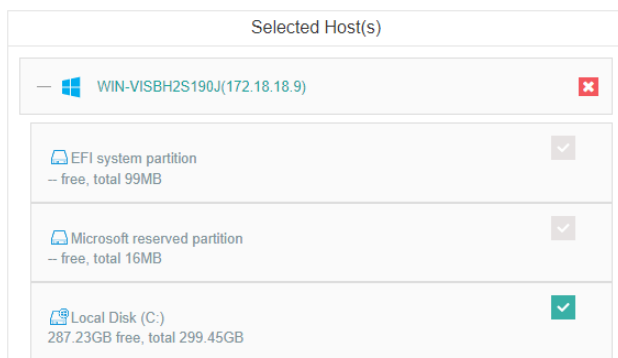 Selected Host(s)
WIN-VISBH2S190J(172.18.18.9)
EFI system partition
-- free, total 99MB
Microsoft reserved partition
-- free, total 16MB
Local Disk (C:)
287.23GB free, total 299.45GB